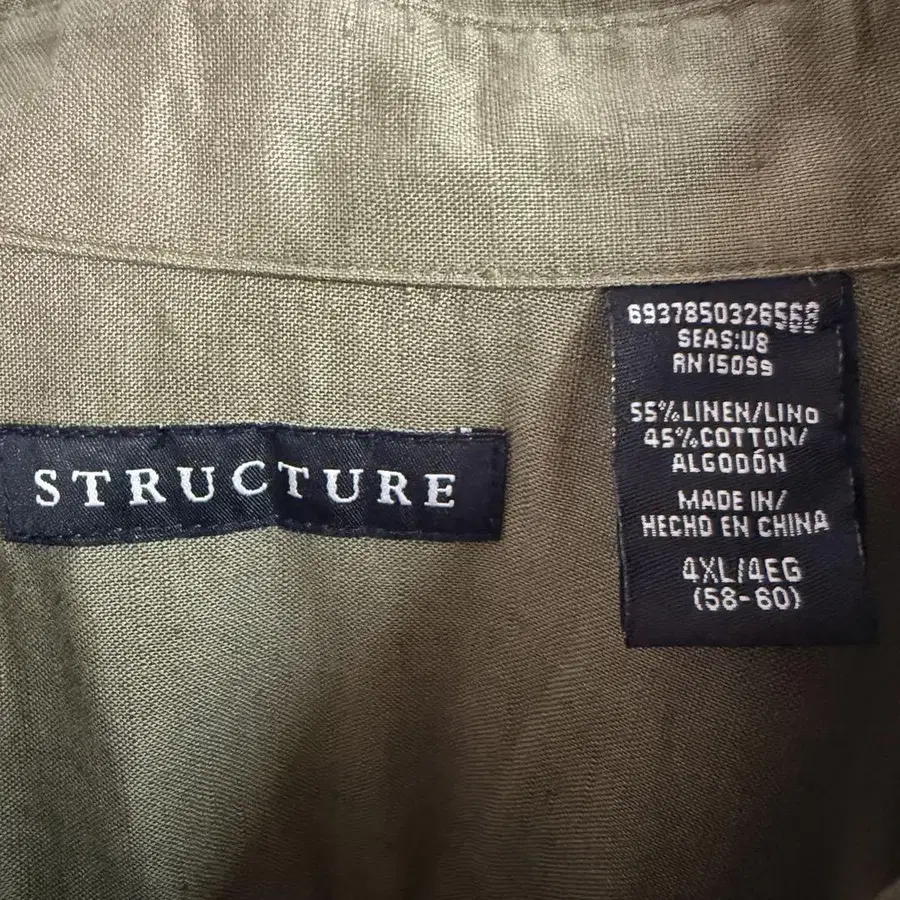 STRUCTURE
6937850326568
SEAS:U8
RN 15099
55% LINEN/LINO
45% COTTON/
ALGODÓN
MADE IN/
HECHO EN CHINA
4XL/4EG
(58-60)